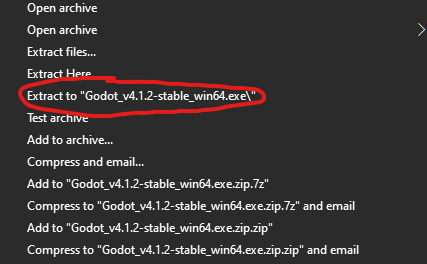 Open archive
Open archive
Extract files...
Extract Here
Extract to "Godot_v4.1.2-stable_win64.exe\"
Test archive
Add to archive...
Compress and email...
Add to "Godot_v4.1.2-stable_win64.exe.zip.7z"
Compress to "Godot_v4.1.2-stable_win64.exe.zip.7z" and email
Add to "Godot_v4.1.2-stable_win64.exe.zip.zip"
Compress to "Godot_v4.1.2-stable_win64.exe.zip.zip" and email